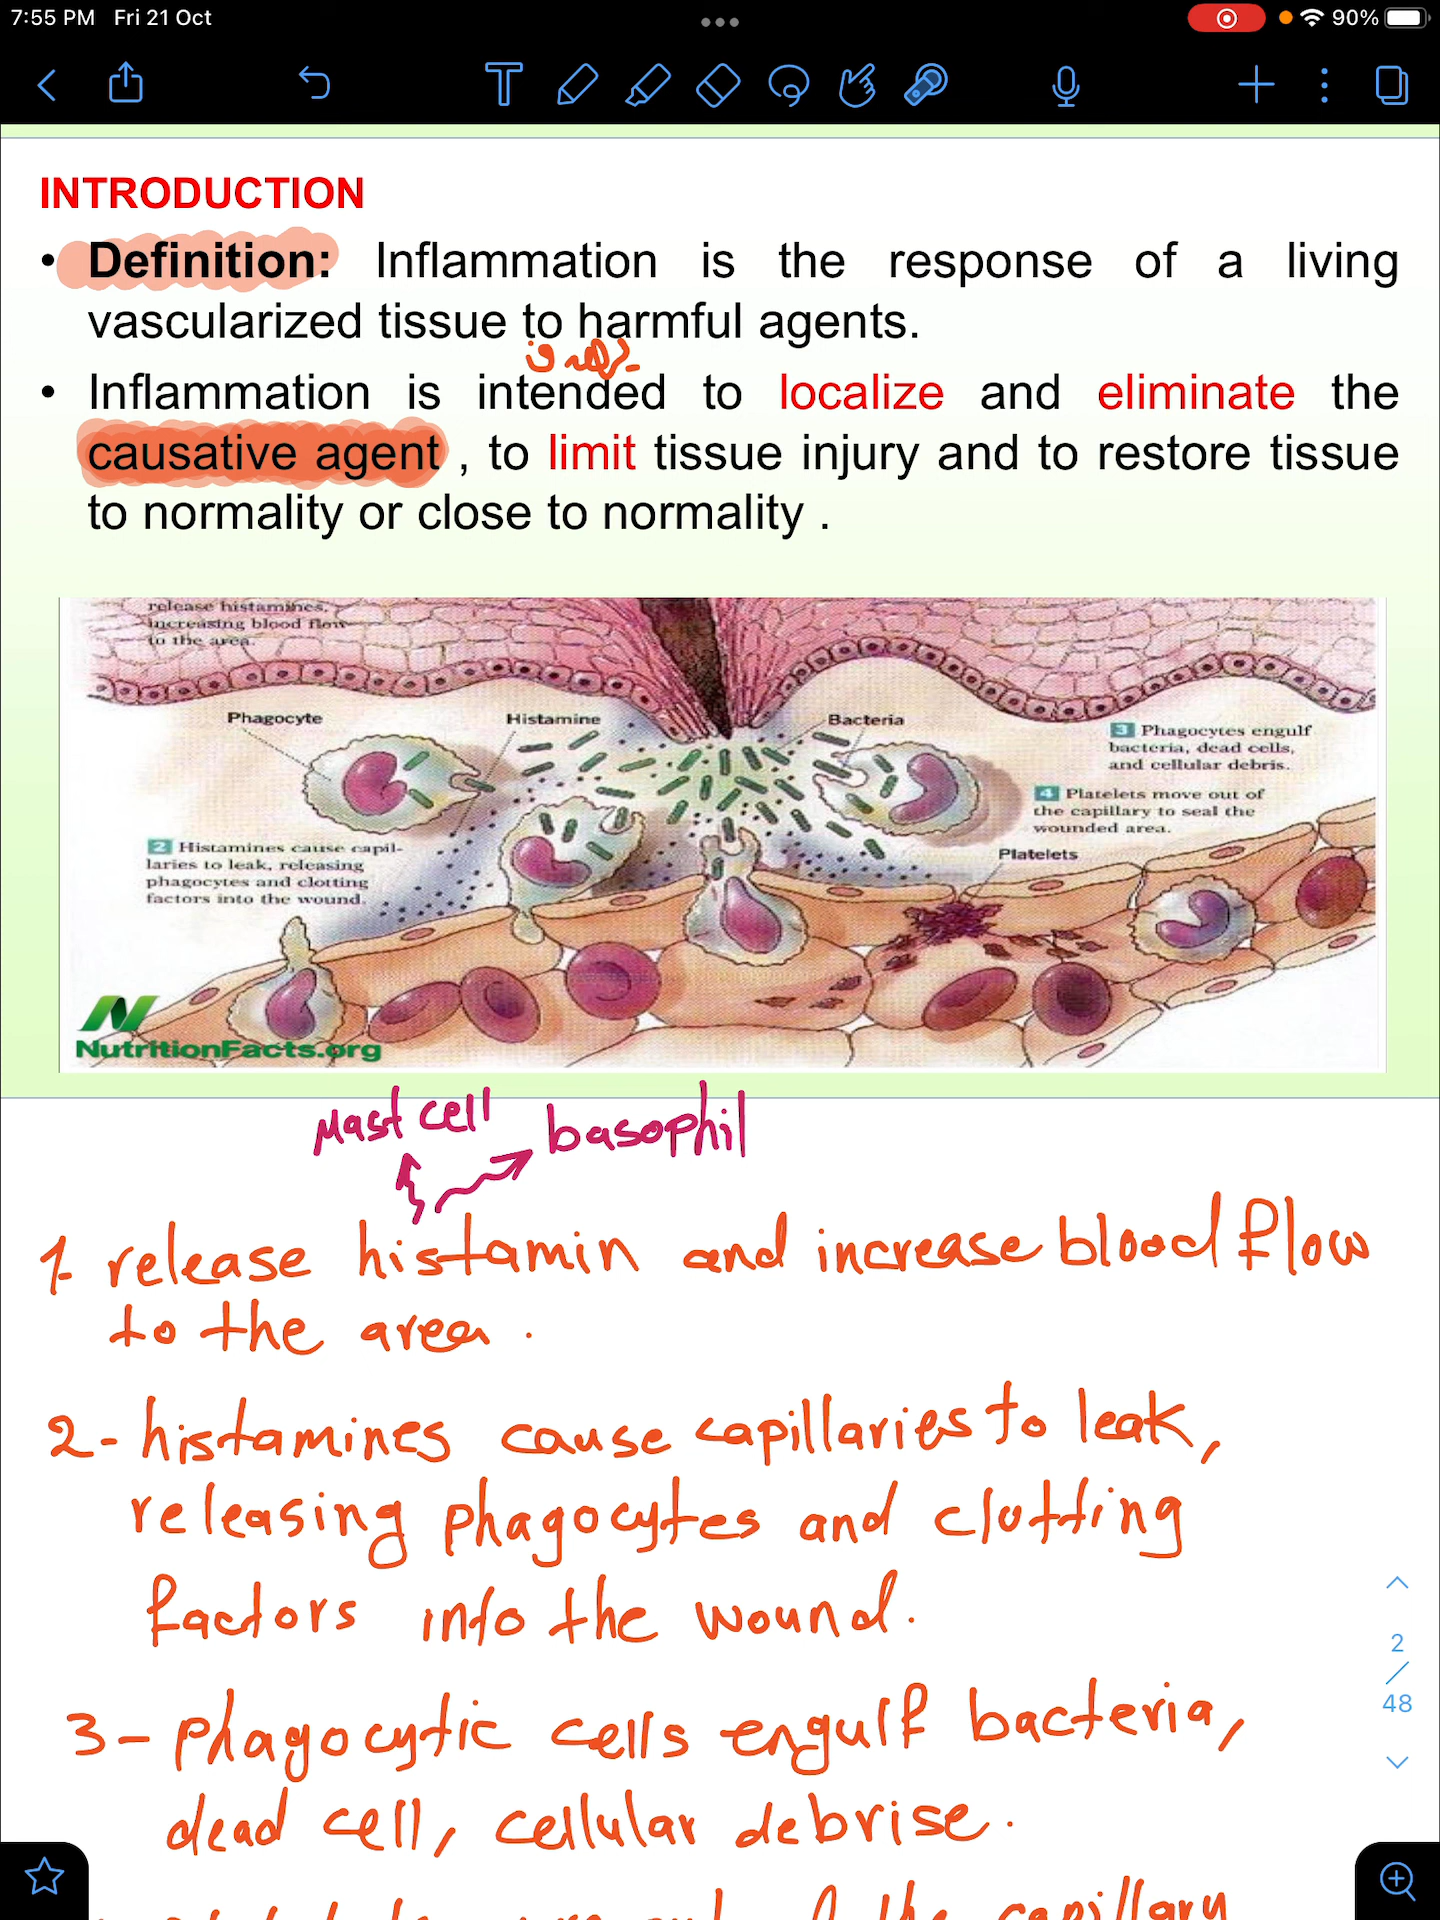 7:55 PM Fri 21 Oct
90%
INTRODUCTION
• Definition: Inflammation is the response of a living
vascularized tissue to harmful agents.
• Inflammation is intended to localize and eliminate the
causative agent , to limit tissue injury and to restore tissue
to normality or close to normality .
release histamines,
increasing blood flow
to the area.
Phagocyte
Histamine
Bacteria
3 Phagocytes engulf
bacteria, dead cells,
and cellular debris.
4 Platelets move out of
the capillary to seal the
wounded area.
Platelets
2 Histamines cause capil-
laries to leak, releasing
phagocytes and clotting
factors into the wound.
NutritionFacts.org
Mast cell basophil
1. release histamin and increase blood flow
to the area .
2- histamines cause capillaries to leak,
releasing phagocytes and clotting
factors into the wound.
3- phagocytic cells engulf bacteria,
dead cell, cellular debrise.
the capillary
2
/
48